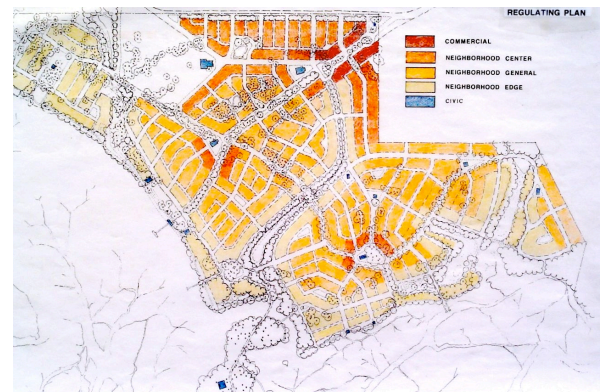 REGULATING PLAN
COMMERCIAL
NEIGHBORHOOD CENTER
NEIGHBORHOOD GENERAL
NEIGHBORHOOD EDGE
CIVIC